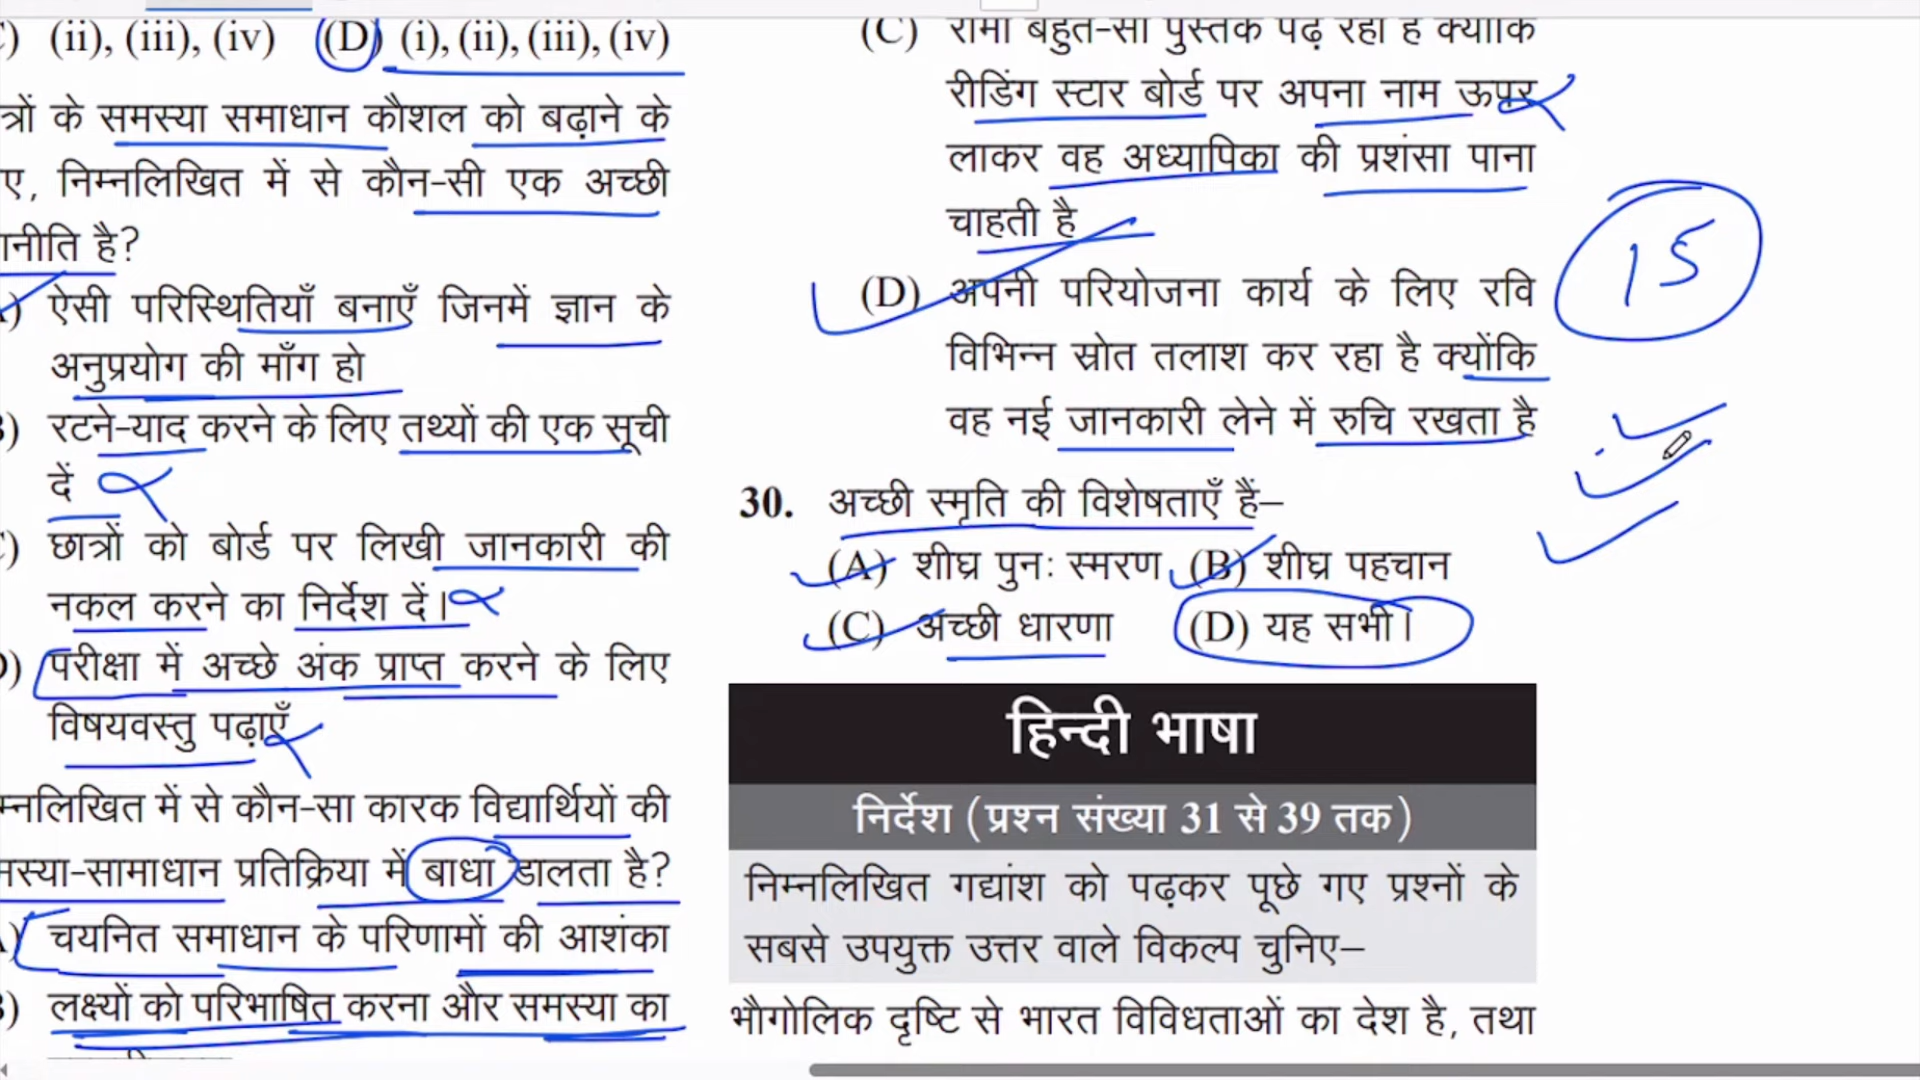 (ii), (iii), (iv) (D) (i), (ii), (iii), (iv)
त्रों के समस्या समाधान कौशल को बढ़ाने के
ए, निम्नलिखित में से कौन-सी एक अच्छी
नीति है?
ऐसी परिस्थितियाँ बनाएँ जिनमें ज्ञान के
अनुप्रयोग की माँग हो
रटने-याद करने के लिए तथ्यों की एक सूची
दें
छात्रों को बोर्ड पर लिखी जानकारी की
नकल करने का निर्देश दें।
परीक्षा में अच्छे अंक प्राप्त करने के लिए
विषयवस्तु पढ़ाएँ
म्नलिखित में से कौन-सा कारक विद्यार्थियों की
मस्या-सामाधान प्रतिक्रिया में बाधा डालता है?
चयनित समाधान के परिणामों की आशंका
लक्ष्यों को परिभाषित करना और समस्या का
(C) रीमा बहुत-सी पुस्तकें पढ़ रही है क्योंकि
रीडिंग स्टार बोर्ड पर अपना नाम ऊपर
लाकर वह अध्यापिका की प्रशंसा पाना
चाहती है
(D) अपनी परियोजना कार्य के लिए रवि
विभिन्न स्रोत तलाश कर रहा है क्योंकि
वह नई जानकारी लेने में रुचि रखता है
15
30. अच्छी स्मृति की विशेषताएँ हैं–
(A) शीघ्र पुनः स्मरण (B) शीघ्र पहचान
(C) अच्छी धारणा (D) यह सभी।
हिन्दी भाषा
निर्देश (प्रश्न संख्या 31 से 39 तक)
निम्नलिखित गद्यांश को पढ़कर पूछे गए प्रश्नों के
सबसे उपयुक्त उत्तर वाले विकल्प चुनिए–
भौगोलिक दृष्टि से भारत विविधताओं का देश है, तथा